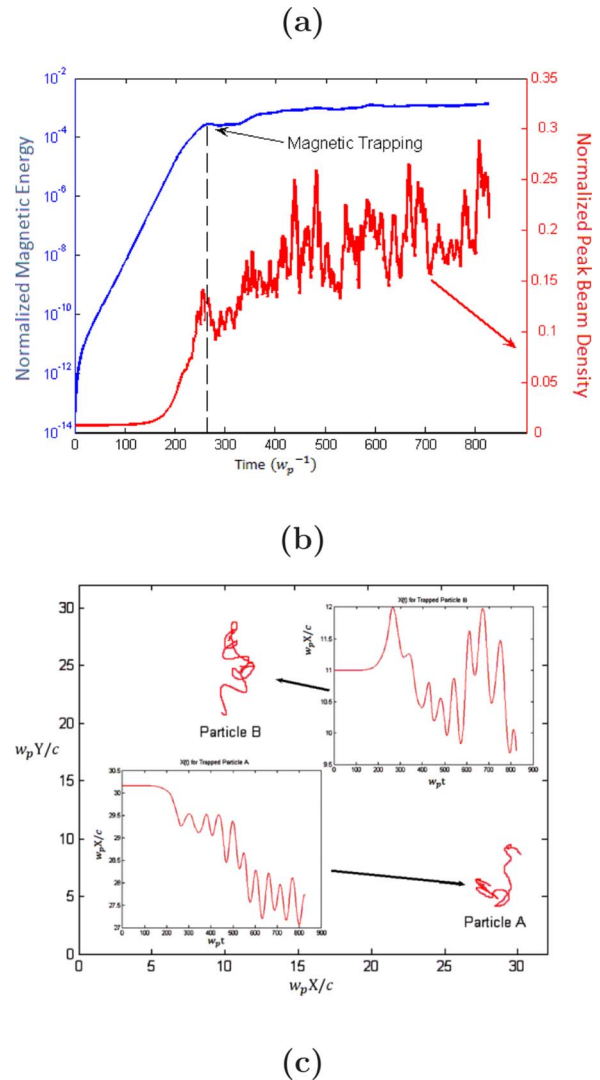 (a)
10^-2
10^-4
10^-6
10^-8
10^-10
10^-12
10^-14
Normalized Magnetic Energy
0.35
0.3
0.25
0.2
0.15
0.1
0.05
0
Normalized Peak Beam Density
Magnetic Trapping
0 100 200 300 400 500 600 700 800
Time (w_p^-1)
(b)
30
25
20
15
10
5
0
w_pY/c
X(t) for Trapped Particle B
12
11.5
11
10.5
10
9.5
w_pX/c
0 100 200 300 400 500 600 700 800 900
w_pt
Particle B
X(t) for Trapped Particle A
30.5
30
29.5
29
28.5
28
27.5
27
w_pX/c
0 100 200 300 400 500 600 700 800 900
w_pt
Particle A
0 5 10 15 20 25 30
w_pX/c
(c)